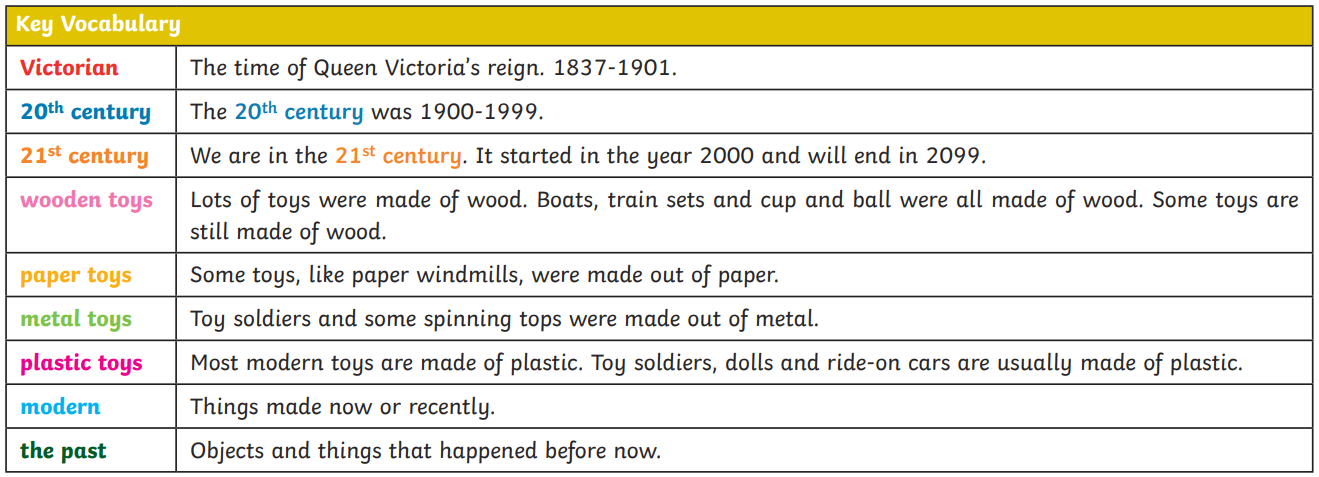 Key Vocabulary
Victorian The time of Queen Victoria's reign. 1837-1901.
20th century The 20th century was 1900-1999.
21st century We are in the 21st century. It started in the year 2000 and will end in 2099.
wooden toys Lots of toys were made of wood. Boats, train sets and cup and ball were all made of wood. Some toys are
still made of wood.
paper toys Some toys, like paper windmills, were made out of paper.
metal toys Toy soldiers and some spinning tops were made out of metal.
plastic toys Most modern toys are made of plastic. Toy soldiers, dolls and ride-on cars are usually made of plastic.
modern Things made now or recently.
the past Objects and things that happened before now.